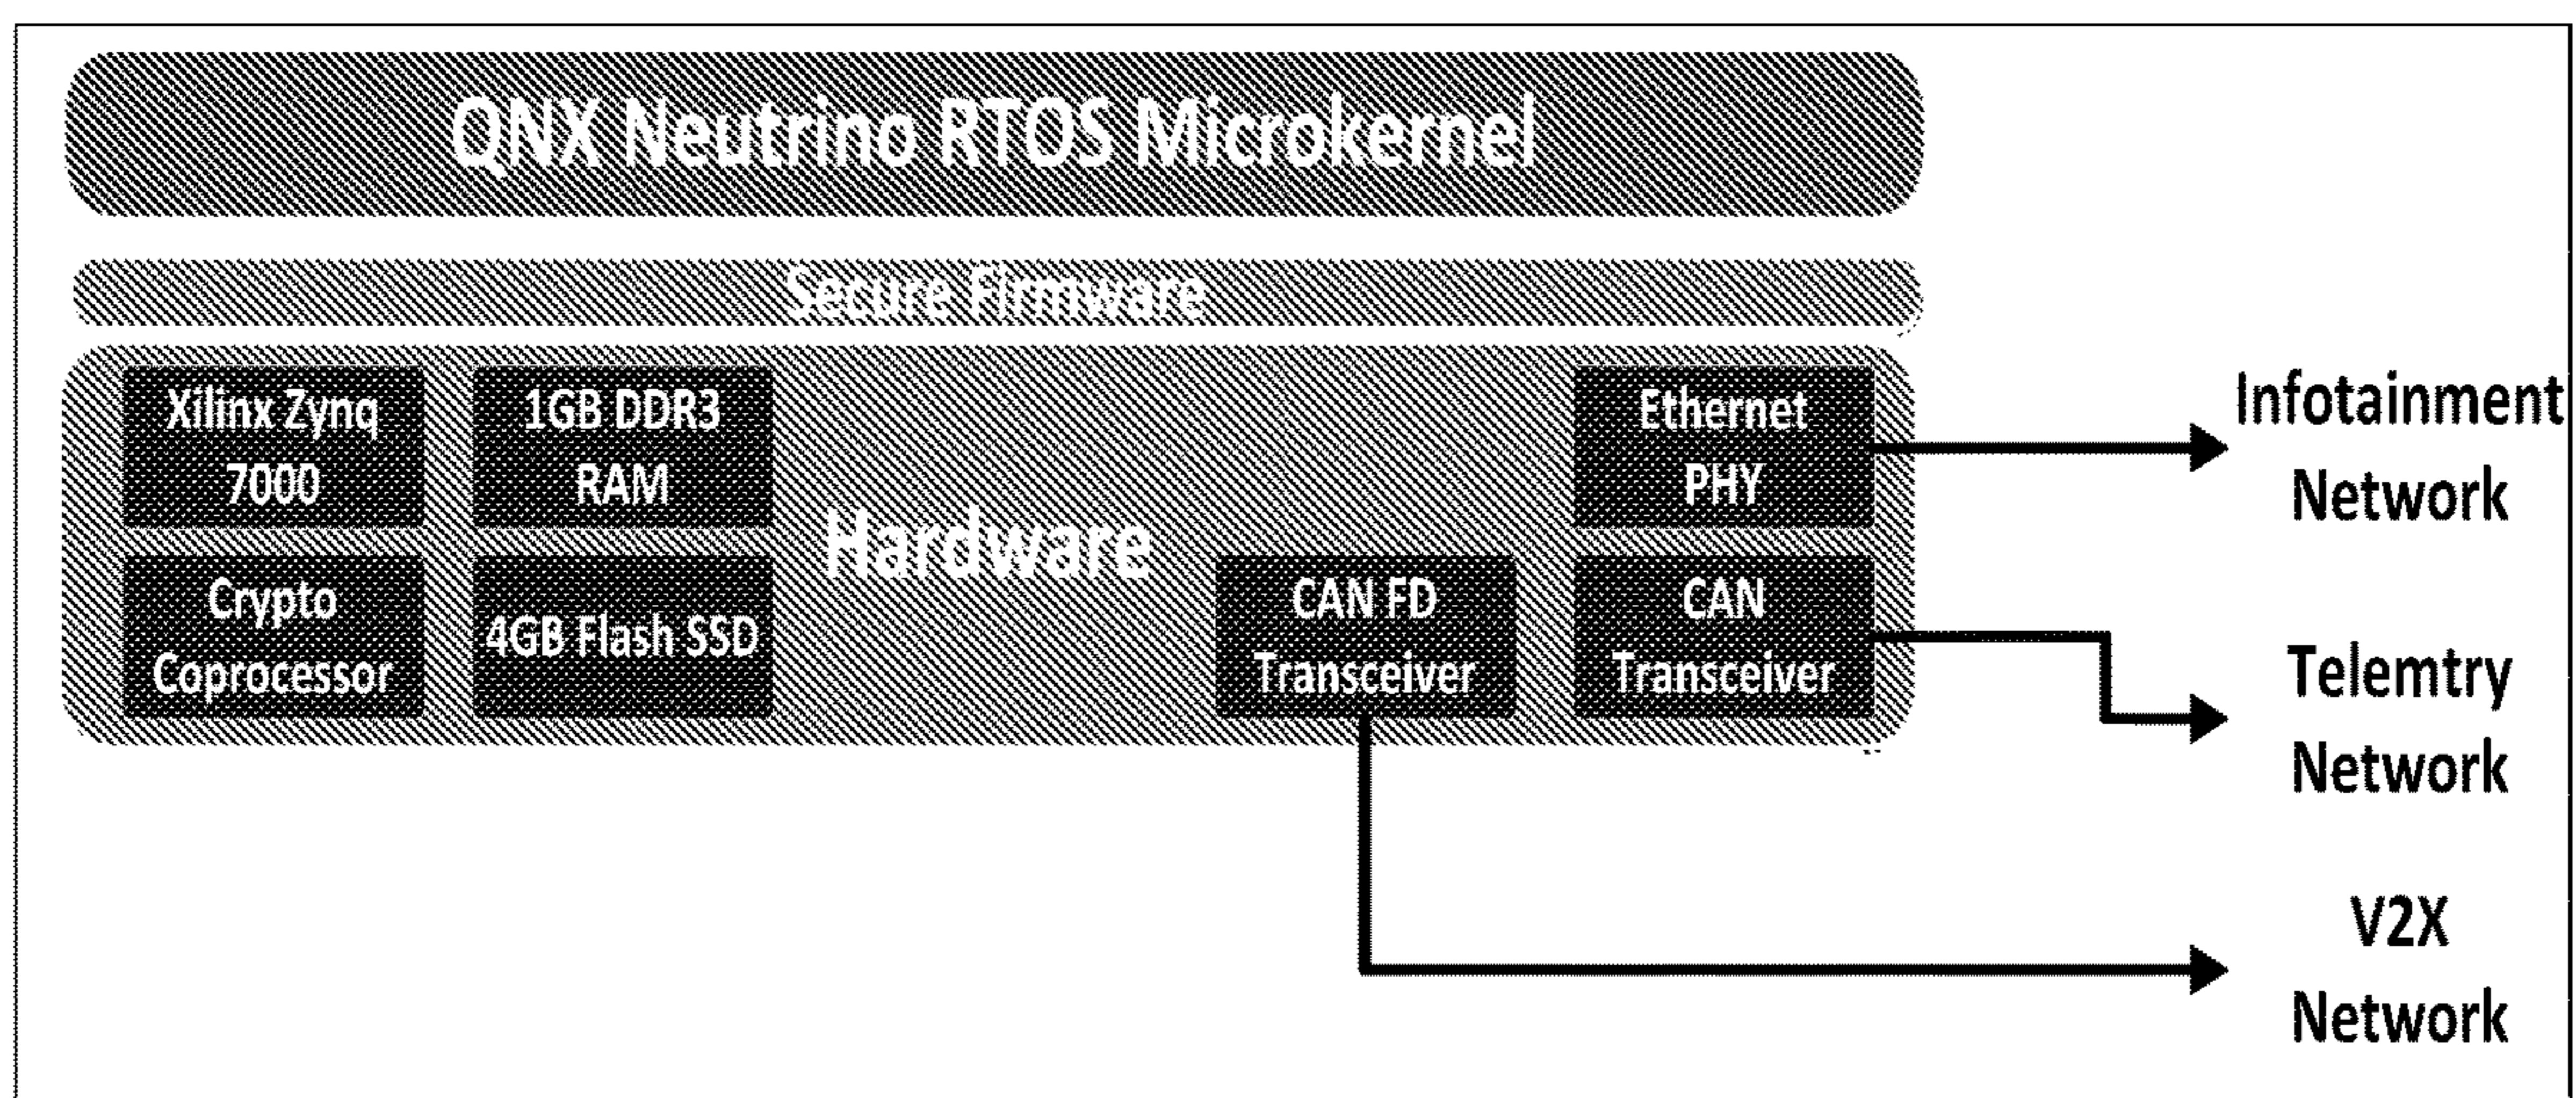 QNX Neutrino RTOS Microkernel
Secure Firmware
Xilinx Zynq
7000
1GB DDR3
RAM
Ethernet
PHY
Infotainment
Network
Hardware
Crypto
Coprocessor
4GB Flash SSD
CAN FD
Transceiver
CAN
Transceiver
Telemtry
Network
V2X
Network